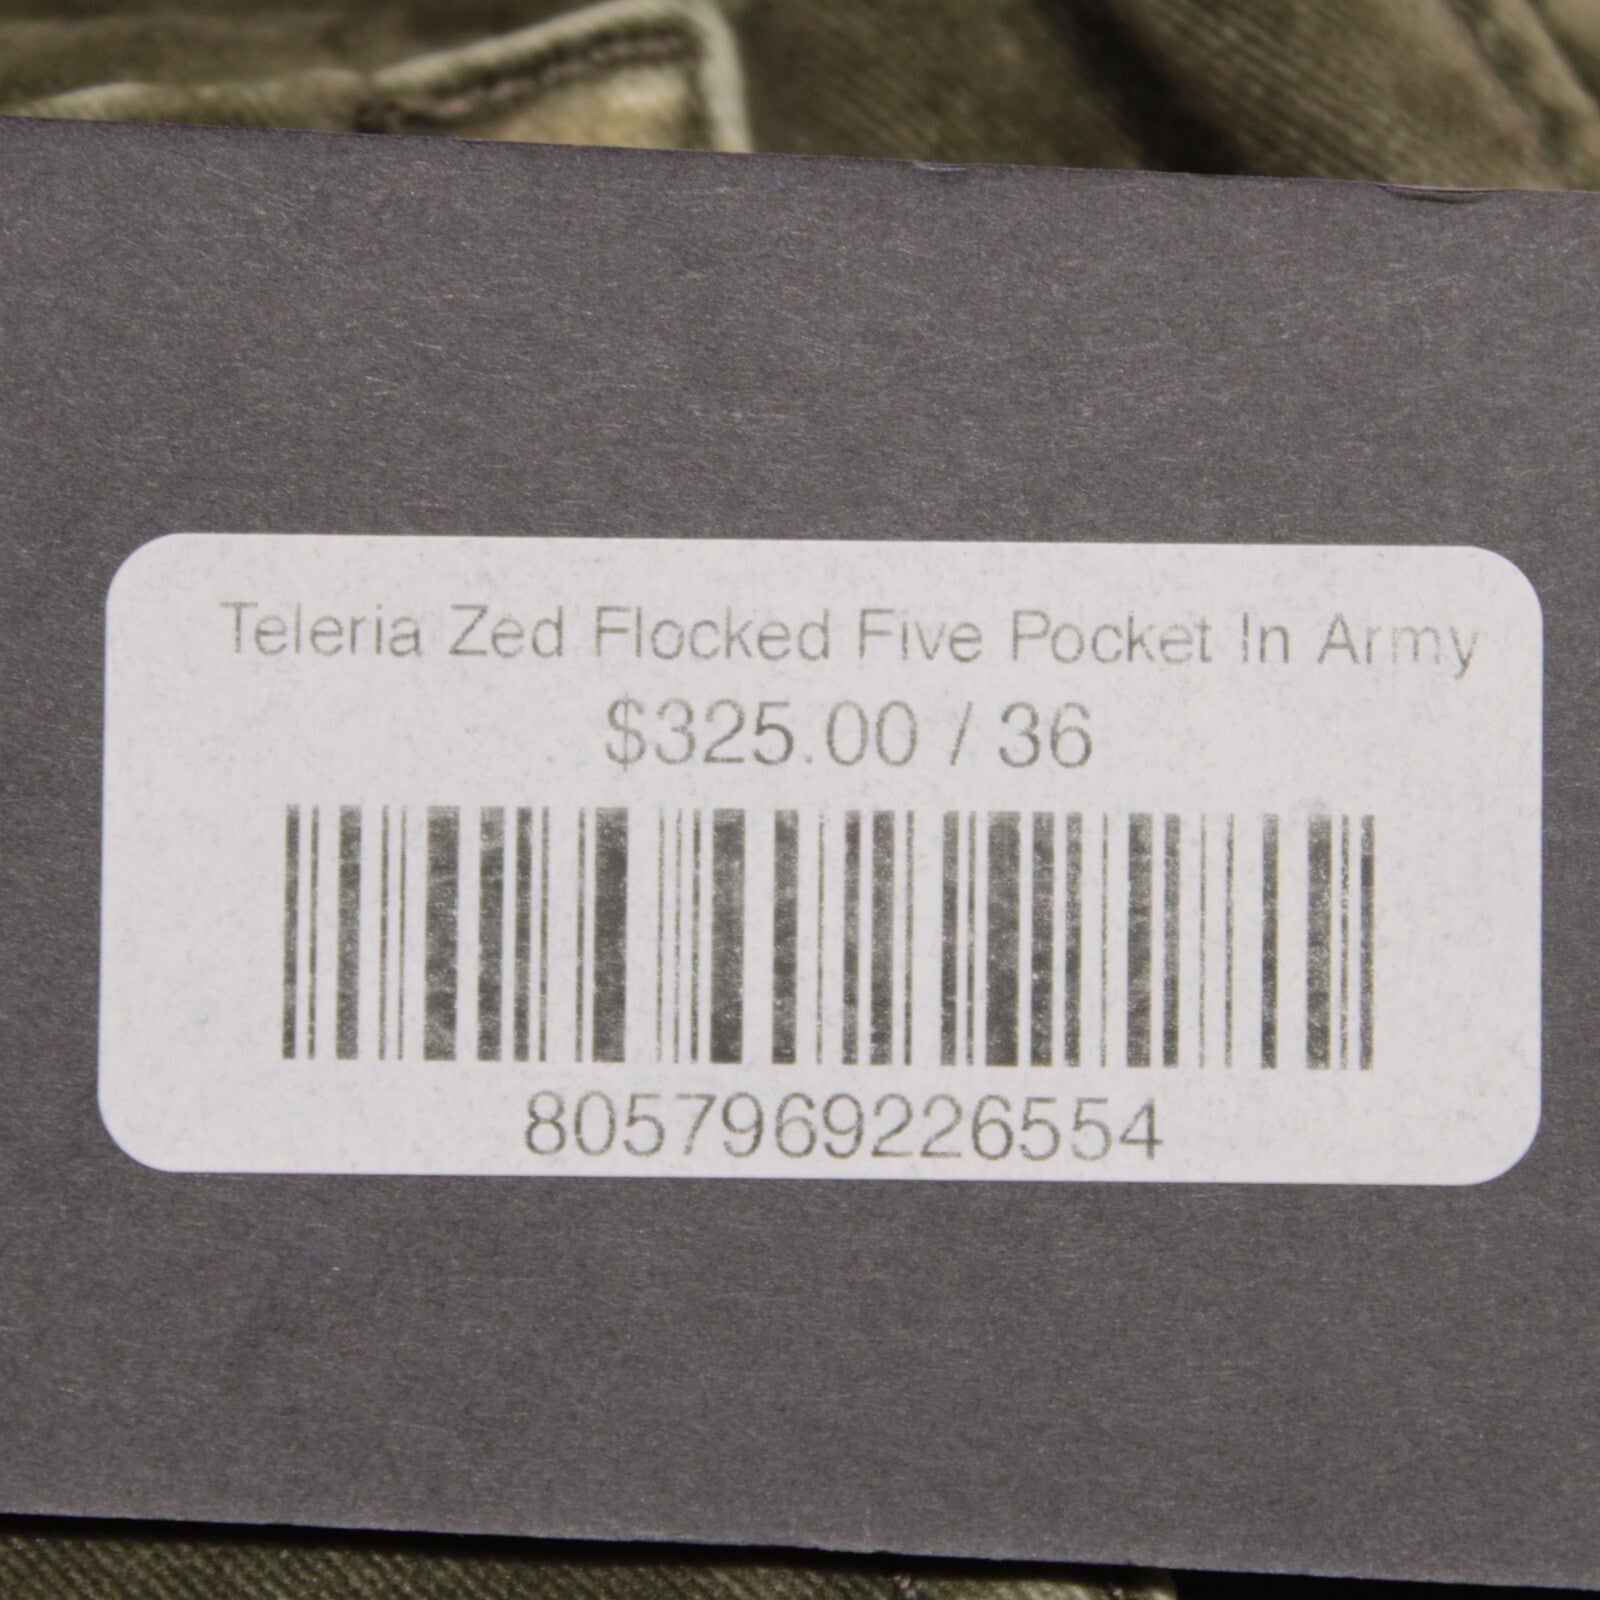 Teleria Zed Flocked Five Pocket In Army
$325.00 / 36
8057969226554